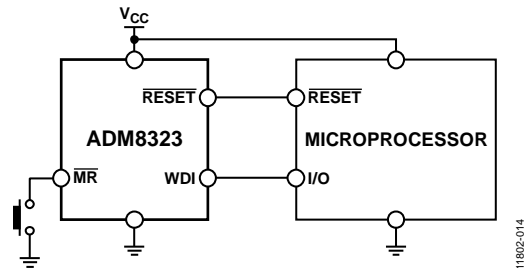 VCC
RESET
RESET
ADM8323
MICROPROCESSOR
MR
WDI
I/O
11802-014